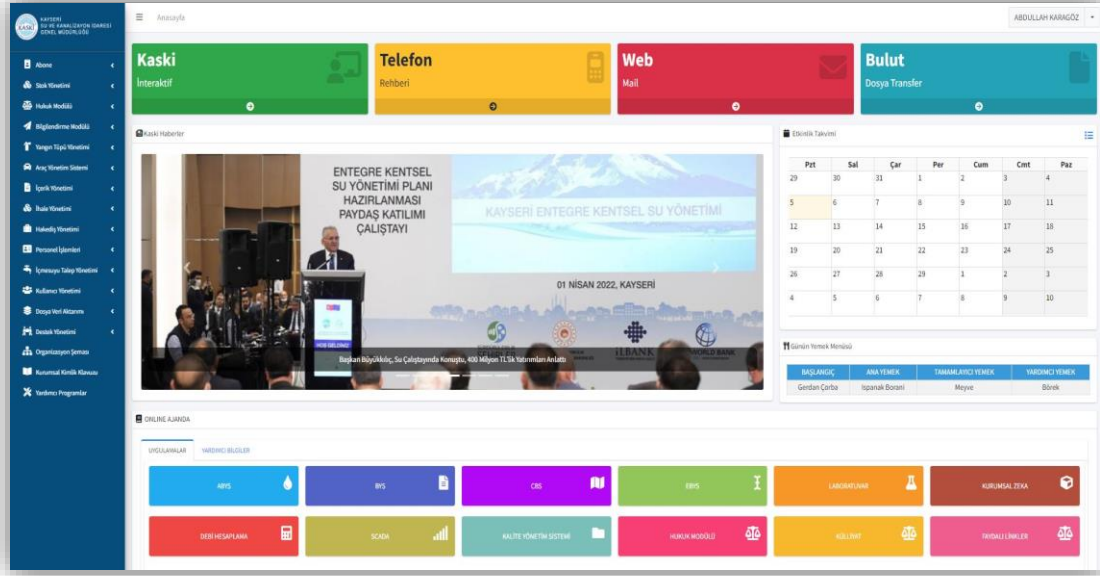 KAYSERİ
SU VE KANALİZASYON İDARESİ
GENEL MÜDÜRLÜĞÜ
KASKİ
Anasayfa
ABDULLAH KARAGÖZ
Abone
Stok Yönetimi
Hukuk Modülü
Bilgilendirme Modülü
Yangın Tüpü Yönetimi
Araç Yönetim Sistemi
İçerik Yönetimi
İhale Yönetimi
Hakediş Yönetimi
Personel İşlemleri
İçmesuyu Talep Yönetimi
Kullanıcı Yönetimi
Dosya Veri Aktarımı
Destek Yönetimi
Organizasyon Şeması
Kurumsal Kimlik Klavuzu
Yardımcı Programlar
Kaski
İnteraktif
Telefon
Rehberi
Web
Mail
Bulut
Dosya Transfer
Kaski Haberler
ENTEGRE KENTSEL
SU YÖNETİMİ PLANI
HAZIRLANMASI
PAYDAŞ KATILIMI
ÇALIŞTAYI
KAYSERİ ENTEGRE KENTSEL SU YÖNETİMİ
01 NİSAN 2022, KAYSERİ
HOŞ GELDİNİZ
İLBANK
WORLD BANK
Başkan Büyükkılıç, Su Çalıştayında Konuştu, 400 Milyon TL'lik Yatırımları Anlattı
Etkinlik Takvimi
Pzt Sal Çar Per Cum Cmt Paz
29 30 31 1 2 3 4
5 6 7 8 9 10 11
12 13 14 15 16 17 18
19 20 21 22 23 24 25
26 27 28 29 1 2 3
4 5 6 7 8 9 10
Günün Yemek Menüsü
BAŞLANGIÇ ANA YEMEK TAMAMLAYICI YEMEK YARDIMCI YEMEK
Gerdan Çorba Ispanak Borani Meyve Börek
ONLINE AJANDA
UYGULAMALAR YARDIMCI BİLGİLER
ABYS BYS CBS EBYS LABORATUVAR KURUMSAL ZEKA
DEBİ HESAPLAMA SCADA KALİTE YÖNETİM SİSTEMİ HUKUK MODÜLÜ KÜLLİYAT FAYDALI LİNKLER